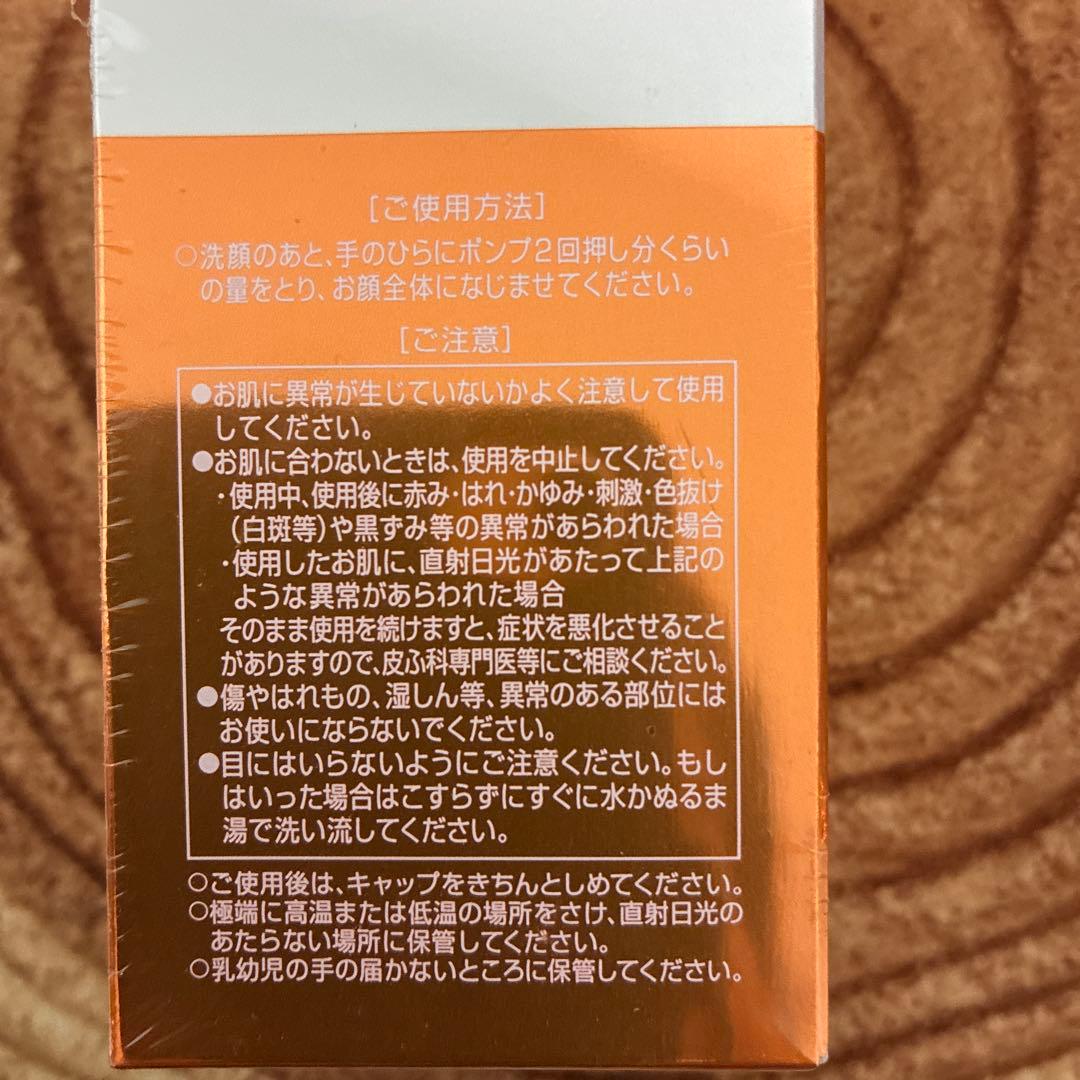 ［ご使用方法］
○洗顔のあと、手のひらにポンプ2回押し分くらい
の量をとり、お顔全体になじませてください。
［ご注意］
●お肌に異常が生じていないかよく注意して使用
してください。
●お肌に合わないときは、使用を中止してください。
・使用中、使用後に赤み・はれ・かゆみ・刺激・色抜け
（白斑等）や黒ずみ等の異常があらわれた場合
・使用したお肌に、直射日光があたって上記の
ような異常があらわれた場合
そのまま使用を続けますと、症状を悪化させること
がありますので、皮ふ科専門医等にご相談ください。
●傷やはれもの、湿しん等、異常のある部位には
お使いにならないでください。
●目にはいらないようにご注意ください。もし
はいった場合はこすらずにすぐに水かぬるま
湯で洗い流してください。
○ご使用後は、キャップをきちんとしめてください。
○極端に高温または低温の場所をさけ、直射日光の
あたらない場所に保管してください。
○乳幼児の手の届かないところに保管してください。